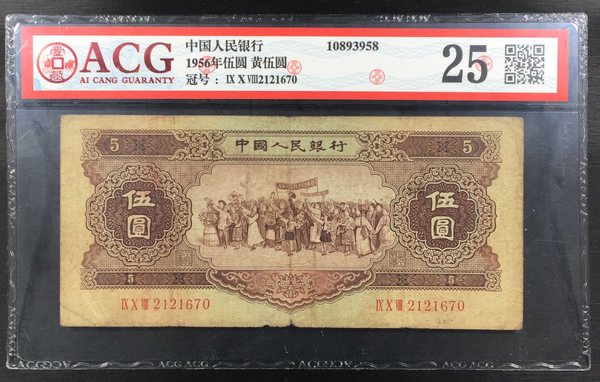 ACG
AI CANG GUARANTY
中国人民银行 10893958
1956年伍圆 黄伍圆
冠号：Ⅸ Ⅹ Ⅷ2121670
25
5 中國人民銀行 5
伍圓 伍圓
5 5
ⅨⅩⅧ 2121670 ⅨⅩⅧ 2121670
ACG ACG